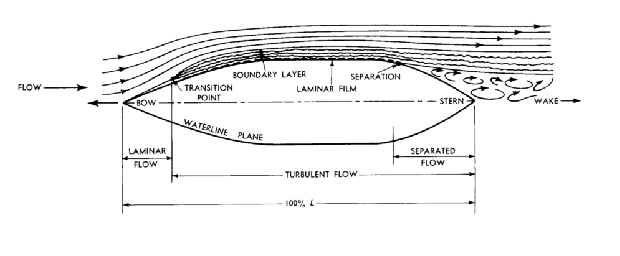 FLOW
BOUNDARY LAYER
SEPARATION
TRANSITION
POINT
LAMINAR FILM
BOW
STERN
WAKE
WATERLINE PLANE
LAMINAR
FLOW
SEPARATED
FLOW
TURBULENT FLOW
100% L